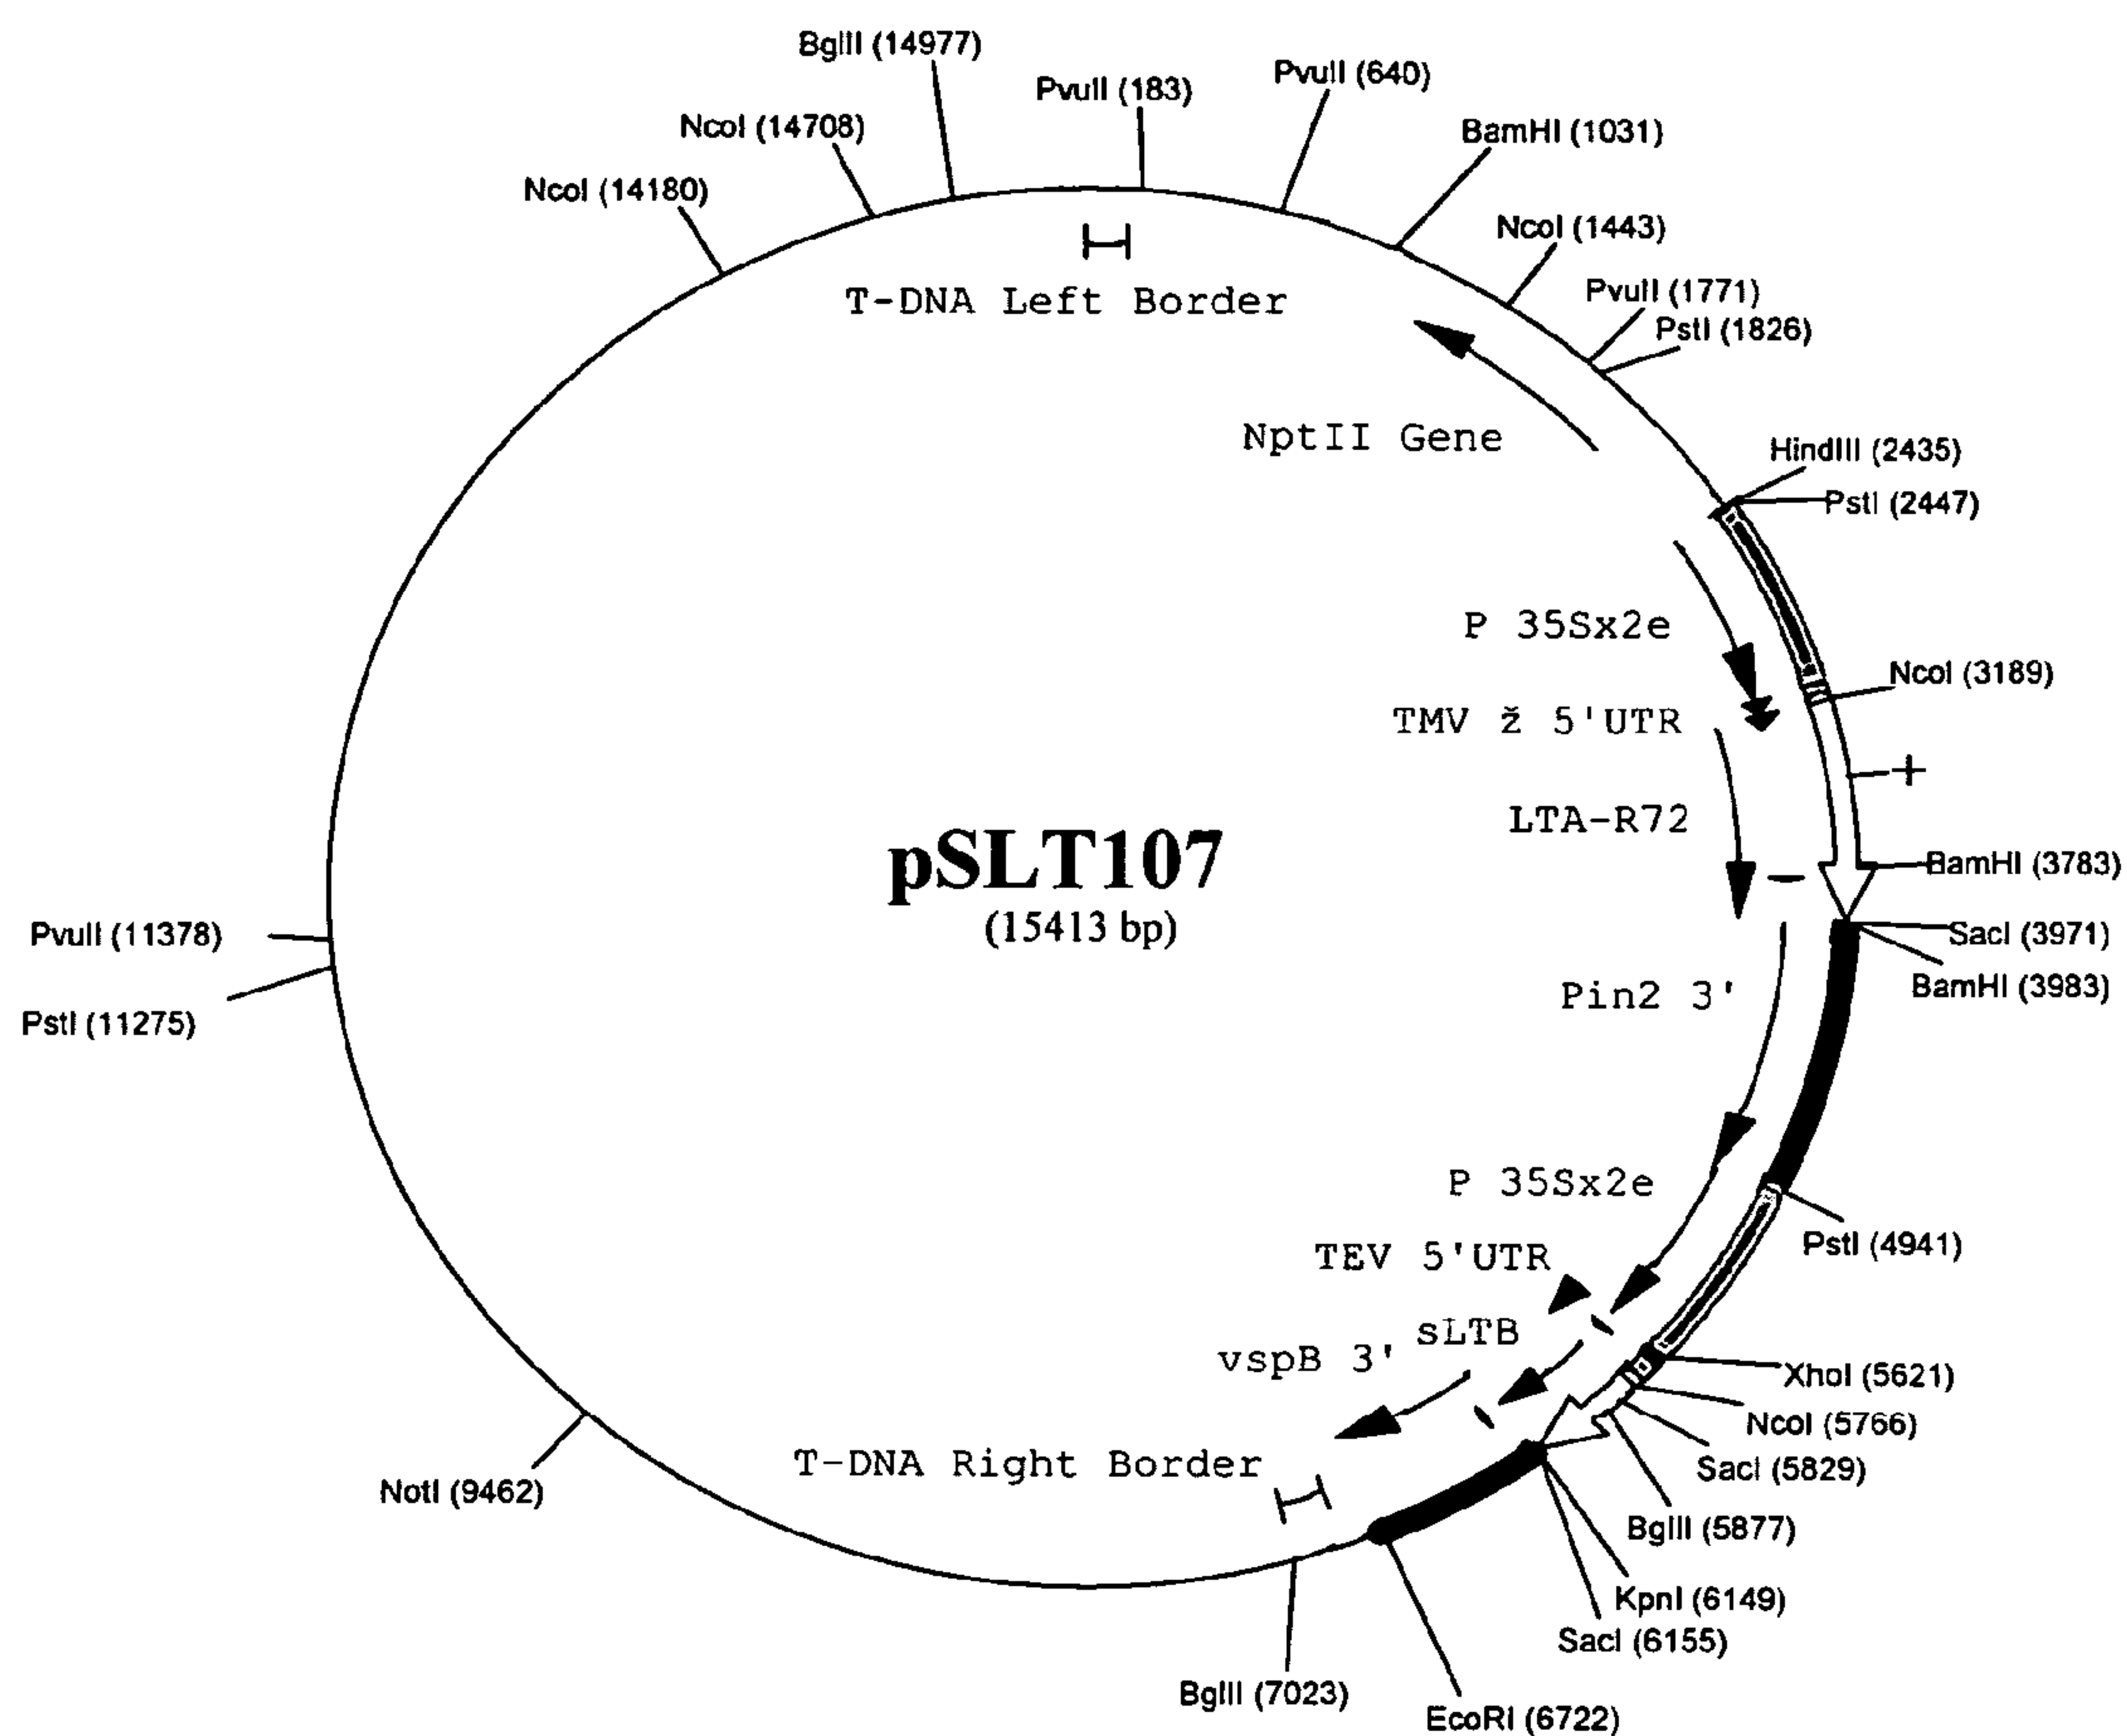 BglII (14977)
PvuII (183)
PvuII (640)
NcoI (14708)
BamHI (1031)
NcoI (14180)
NcoI (1443)
T-DNA Left Border
PvuII (1771)
PstI (1826)
NptII Gene
HindIII (2435)
PstI (2447)
P 35Sx2e
NcoI (3189)
TMV ž 5'UTR
+
LTA-R72
pSLT107
(15413 bp)
BamHI (3783)
SacI (3971)
BamHI (3983)
PvuII (11378)
PstI (11275)
Pin2 3'
P 35Sx2e
PstI (4941)
TEV 5'UTR
sLTB
vspB 3'
XhoI (5621)
NcoI (5766)
SacI (5829)
T-DNA Right Border
NotI (9462)
BglII (5877)
KpnI (6149)
SacI (6155)
BglII (7023)
EcoRI (6722)